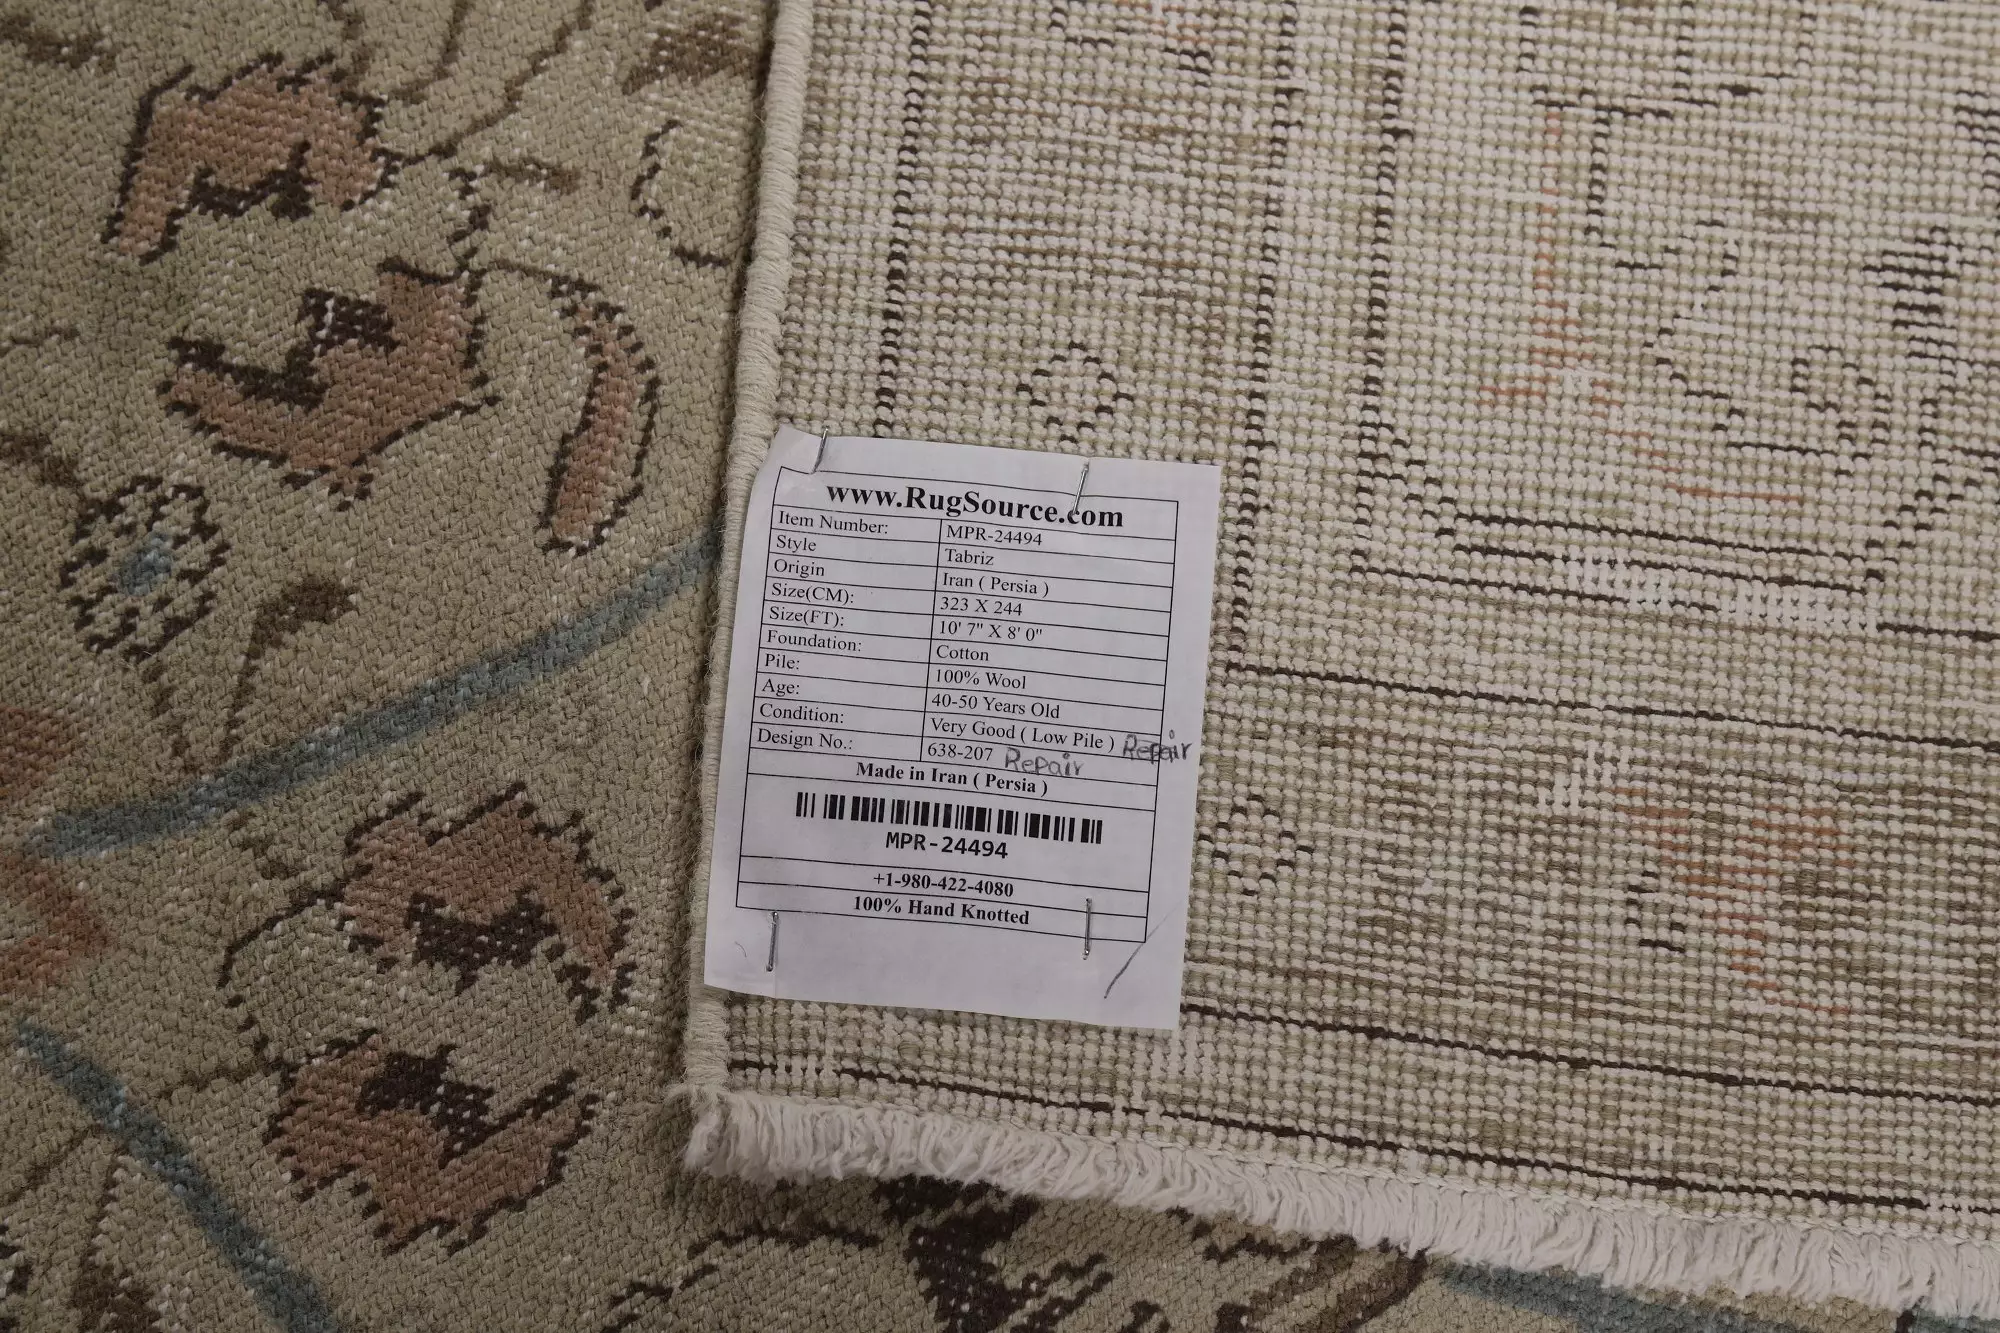 www.RugSource.com
Item Number: MPR-24494
Style Tabriz
Origin Iran ( Persia )
Size(CM): 323 X 244
Size(FT): 10' 7" X 8' 0"
Foundation: Cotton
Pile: 100% Wool
Age: 40-50 Years Old
Condition: Very Good ( Low Pile ) Repair
Design No.: 638-207 Repair
Made in Iran ( Persia )
MPR-24494
+1-980-422-4080
100% Hand Knotted